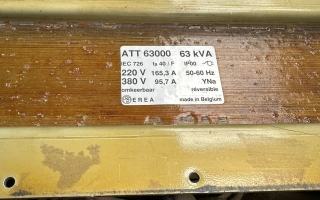 ATT 63000 63 kVA
IEC 726 ta 40 / F IP00
220 V 165,3 A 50-60 Hz
380 V 95,7 A YNa
omkeerbaar réversible
EREA made in Belgium